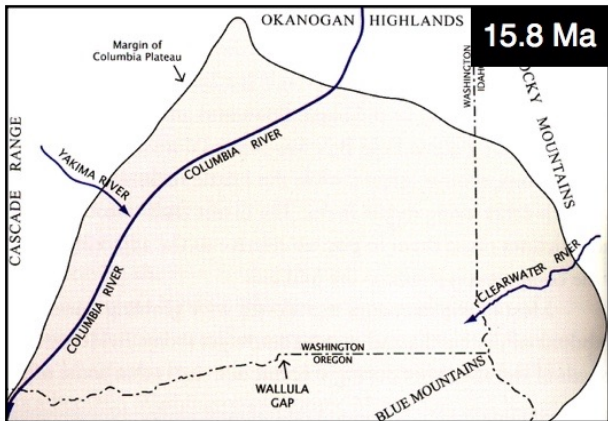 OKANOGAN HIGHLANDS
15.8 Ma
Margin of
Columbia Plateau
WASHINGTON
IDAHO
OCKY MOUNTAINS
CASCADE RANGE
YAKIMA RIVER
COLUMBIA RIVER
COLUMBIA RIVER
CLEARWATER RIVER
WASHINGTON
OREGON
WALLULA
GAP
BLUE MOUNTAINS